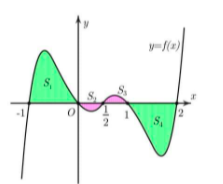 y
y=f(x)
S₁
S₂ S₃
x
-1 O 1/2 1 2
S₄